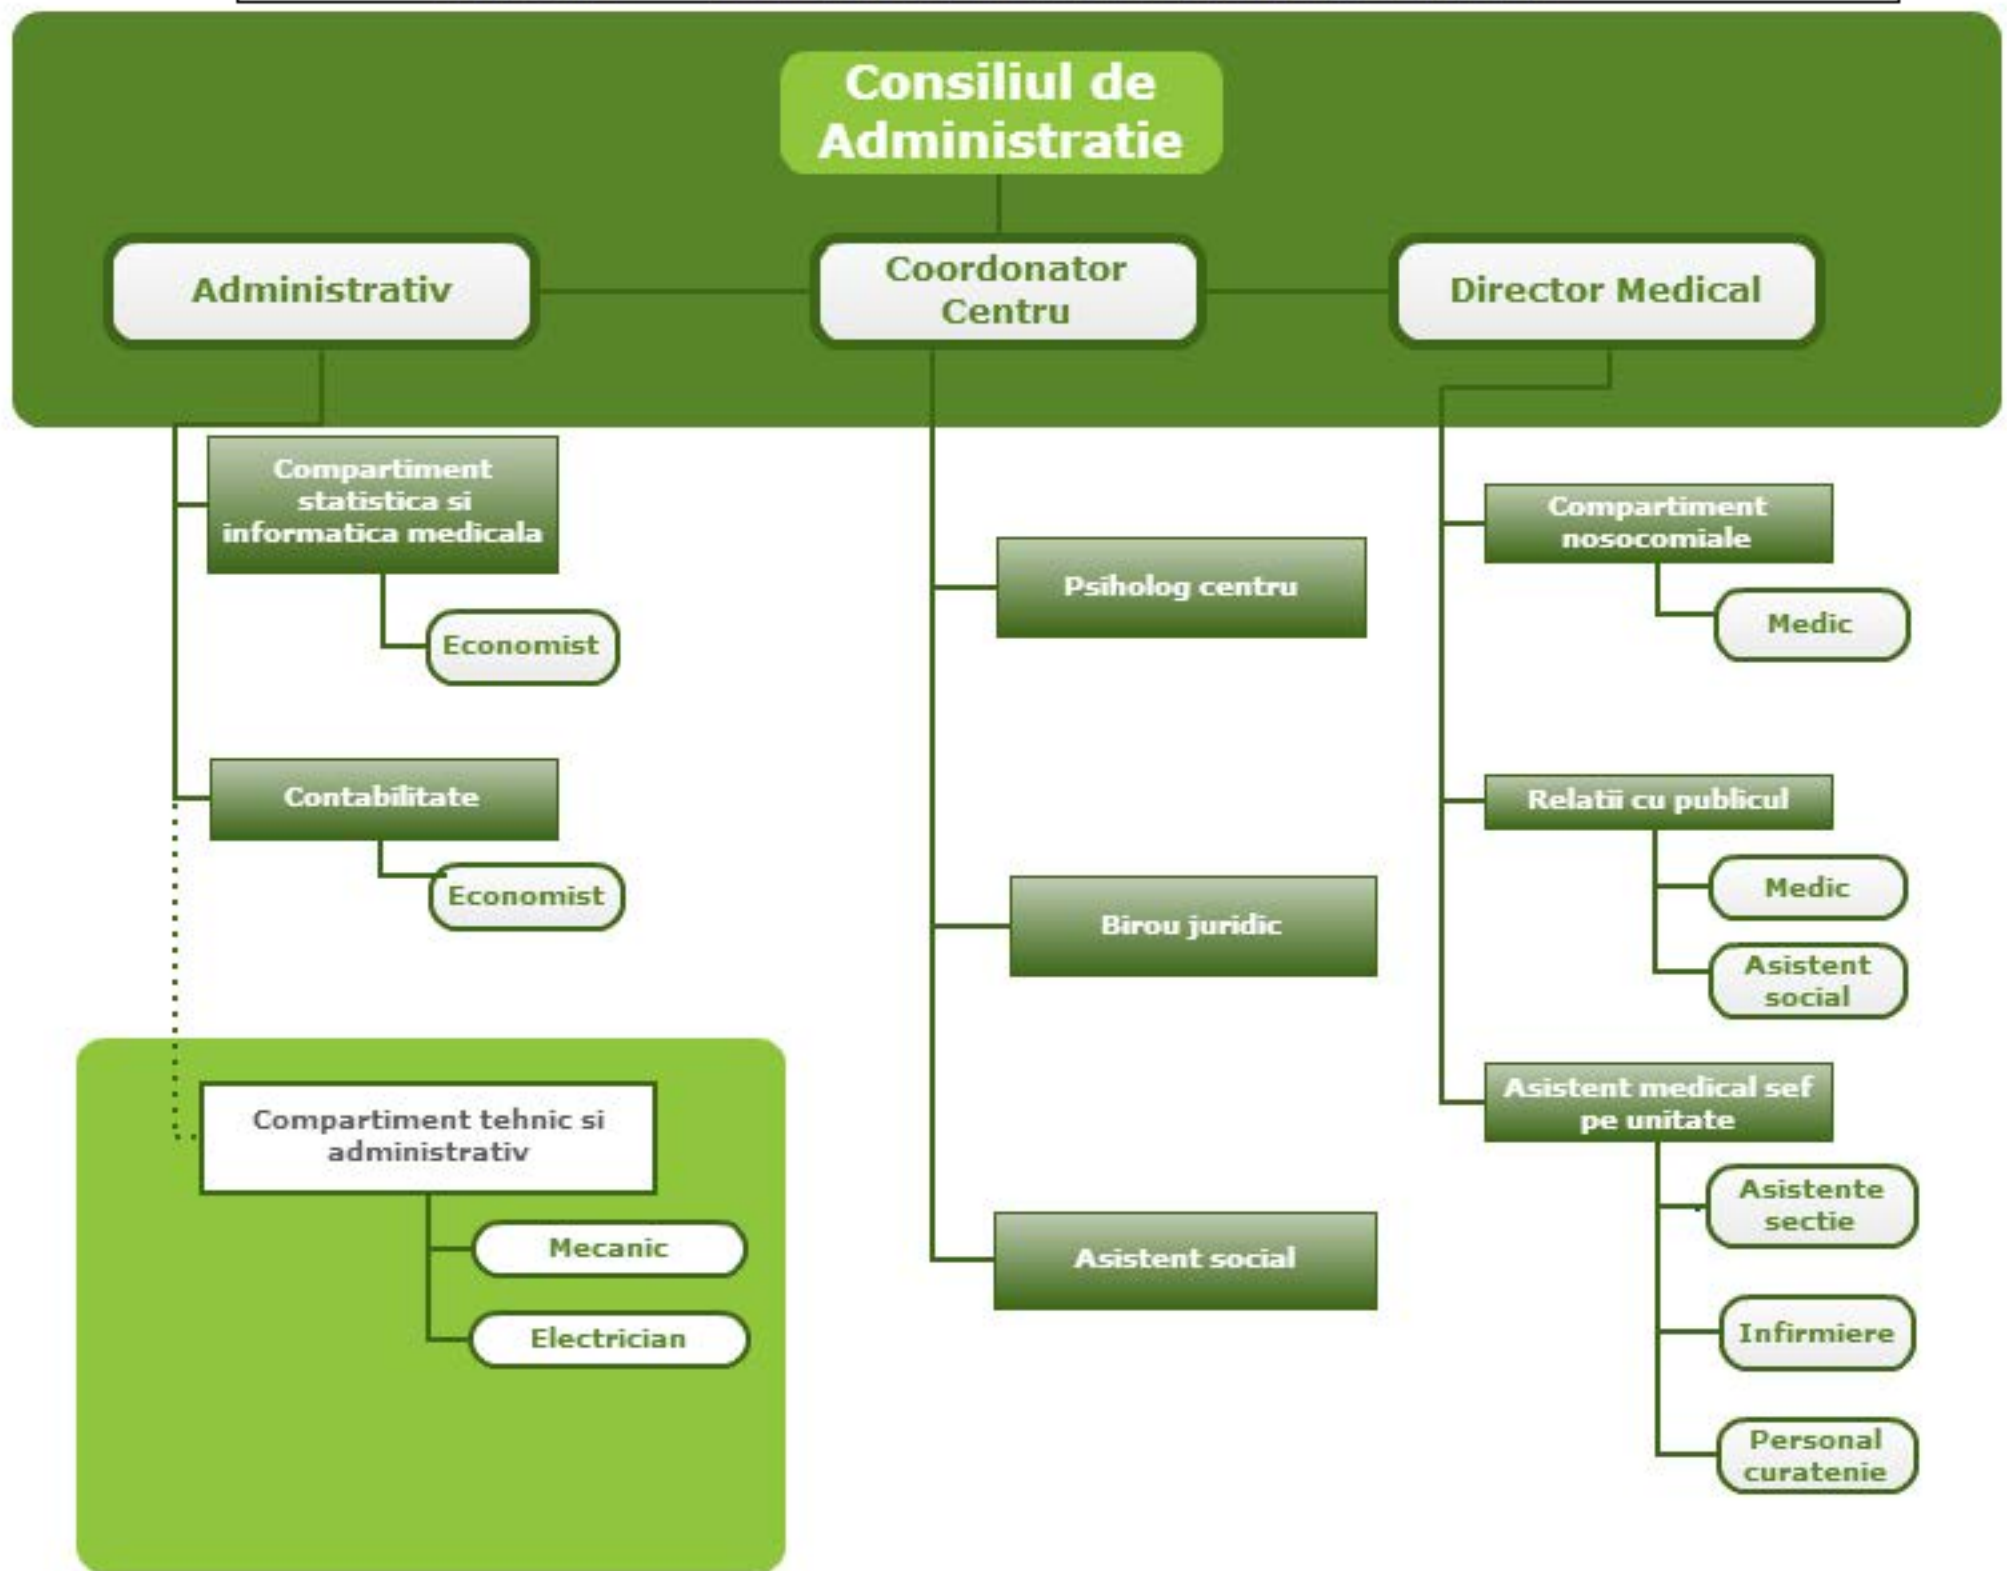 Consiliul de
Administratie
Administrativ
Coordonator
Centru
Director Medical
Compartiment
statistica si
informatica medicala
Economist
Contabilitate
Economist
Compartiment tehnic si
administrativ
Mecanic
Electrician
Psiholog centru
Birou juridic
Asistent social
Compartiment
nosocomiale
Medic
Relatii cu publicul
Medic
Asistent
social
Asistent medical sef
pe unitate
Asistente
sectie
Infirmiere
Personal
curatenie